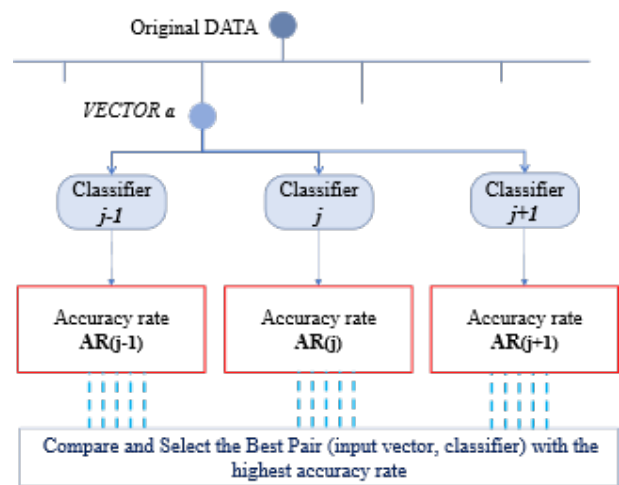 Original DATA
VECTOR a
Classifier
j-1
Classifier
j
Classifier
j+1
Accuracy rate
AR(j-1)
Accuracy rate
AR(j)
Accuracy rate
AR(j+1)
Compare and Select the Best Pair (input vector, classifier) with the
highest accuracy rate